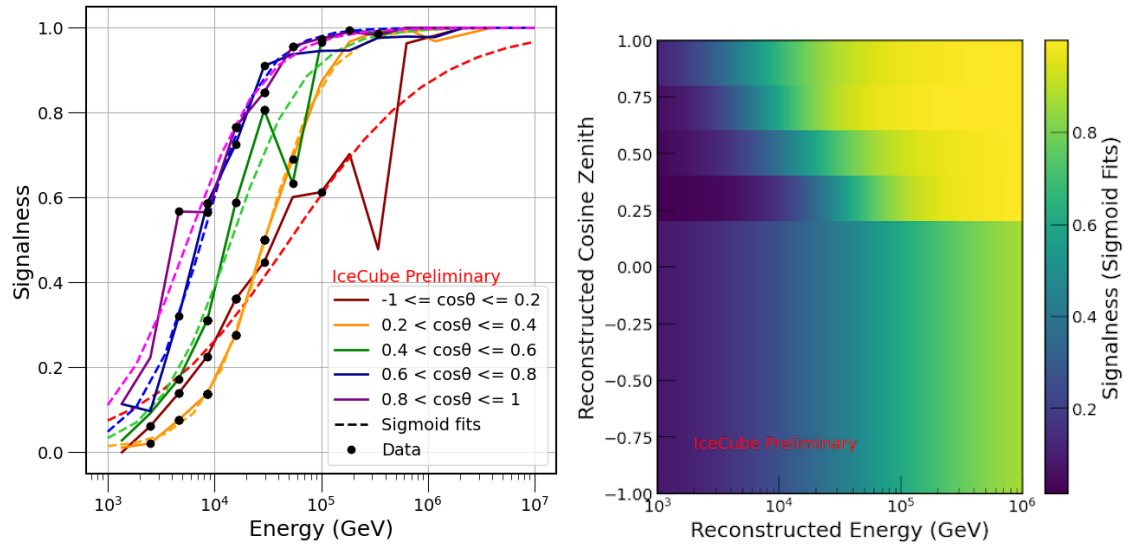 1.0
0.8
0.6
0.4
0.2
0.0
Signalness
10³
10⁴
10⁵
10⁶
10⁷
Energy (GeV)
IceCube Preliminary
-1 <= cosθ <= 0.2
0.2 < cosθ <= 0.4
0.4 < cosθ <= 0.6
0.6 < cosθ <= 0.8
0.8 < cosθ <= 1
Sigmoid fits
Data
1.00
0.75
0.50
0.25
0.00
−0.25
−0.50
−0.75
−1.00
Reconstructed Cosine Zenith
IceCube Preliminary
10³
10⁴
10⁵
10⁶
Reconstructed Energy (GeV)
0.8
0.6
0.4
0.2
Signalness (Sigmoid Fits)